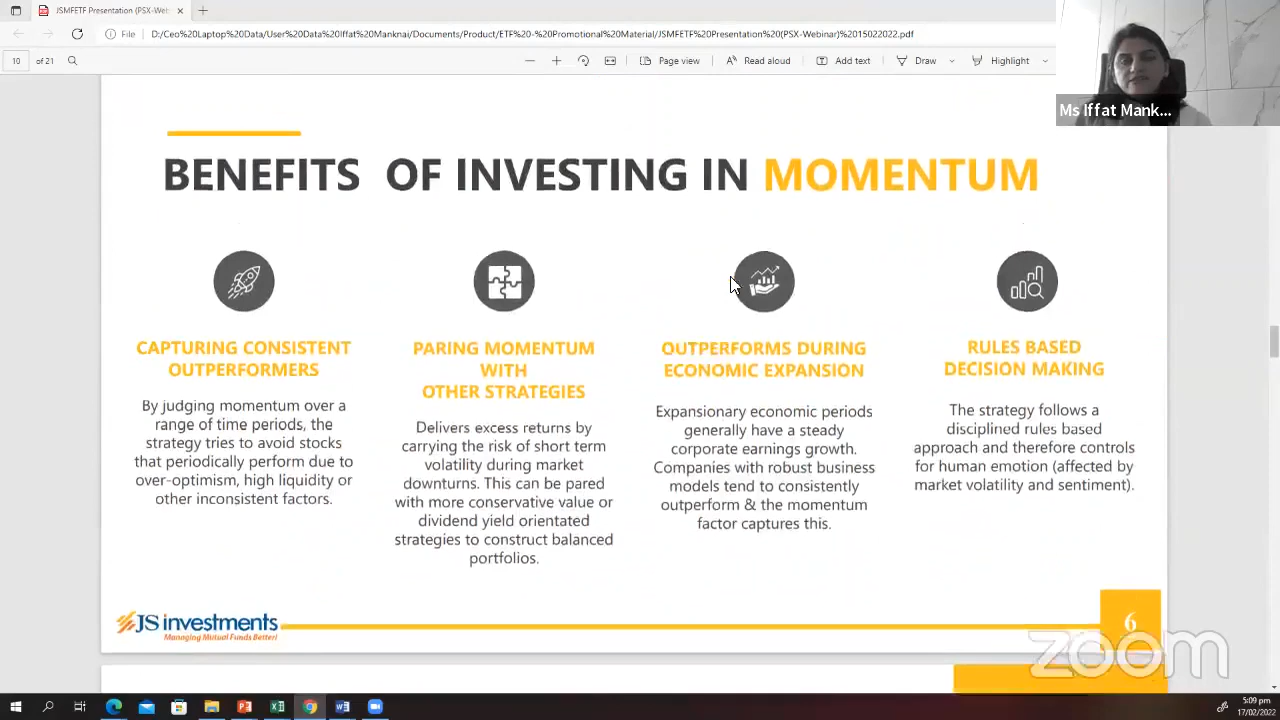 JSMFETF Presentation (PSX-Web
File
D:/Ceo%20Laptop%20Data/User%20Data%20Iffat%20Manknai/Documents/Product/ETF%20-%20Promotional%20Material/JSMFETF%20Presentation%20(PSX-Webinar)%2015022022.pdf
10 of 21
Page view
Read aloud
Add text
Draw
Highlight
Ms Iffat Mank...
BENEFITS OF INVESTING IN MOMENTUM
CAPTURING CONSISTENT
OUTPERFORMERS
By judging momentum over a
range of time periods, the
strategy tries to avoid stocks
that periodically perform due to
over-optimism, high liquidity or
other inconsistent factors.
PARING MOMENTUM
WITH
OTHER STRATEGIES
Delivers excess returns by
carrying the risk of short term
volatility during market
downturns. This can be pared
with more conservative value or
dividend yield orientated
strategies to construct balanced
portfolios.
OUTPERFORMS DURING
ECONOMIC EXPANSION
Expansionary economic periods
generally have a steady
corporate earnings growth.
Companies with robust business
models tend to consistently
outperform & the momentum
factor captures this.
RULES BASED
DECISION MAKING
The strategy follows a
disciplined rules based
approach and therefore controls
for human emotion (affected by
market volatility and sentiment).
JS investments
Managing Mutual Funds Better!
6
zoom
5:09 pm
17/02/2022